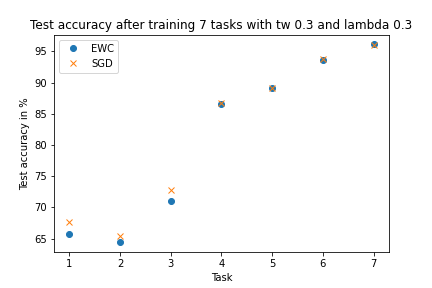 Test accuracy after training 7 tasks with tw 0.3 and lambda 0.3
EWC
SGD
Test accuracy in %
95
90
85
80
75
70
65
1 2 3 4 5 6 7
Task